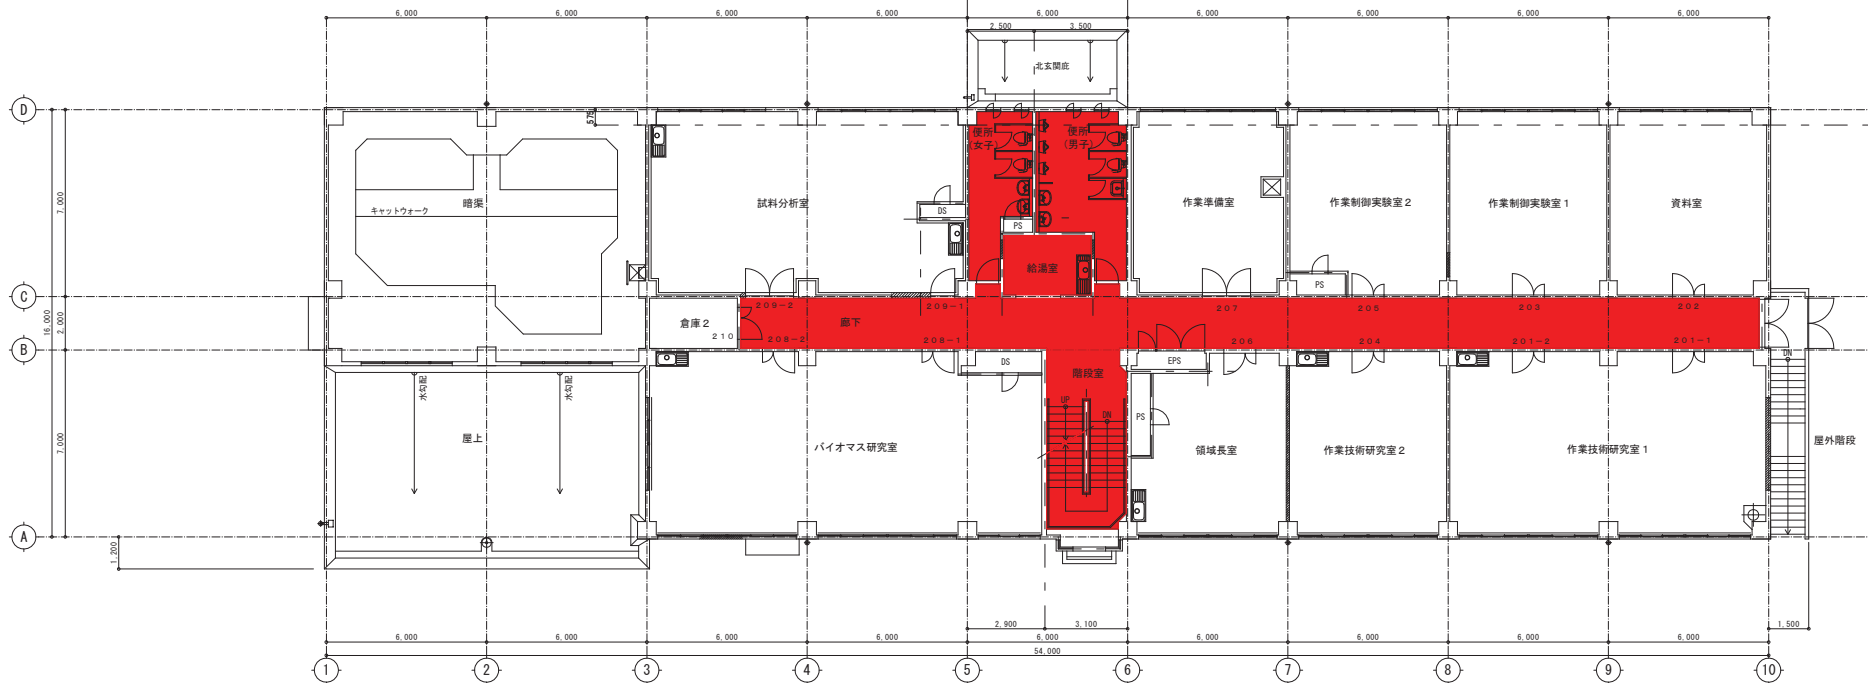 6,000 6,000 6,000 6,000 6,000 6,000 6,000 6,000 6,000
2,500 3,500
北玄関庇
D
575
便所
(女子)
便所
(男子)
7,000
キャットウォーク
暗渠
試料分析室
DS
PS
作業準備室
作業制御実験室2
作業制御実験室1
資料室
給湯室
PS
C
16,000
2,000
倉庫2
210
209-2
208-2
廊下
209-1
208-1
207
206
205
204
203
201-2
202
201-1
B
DS
EPS
DN
階段室
水勾配
水勾配
UP
DN
PS
7,000
屋上
バイオマス研究室
領域長室
作業技術研究室2
作業技術研究室1
屋外階段
A
1,200
2,900 3,100
6,000 6,000 6,000 6,000 6,000 6,000 6,000 6,000 6,000 1,500
54,000
1 2 3 4 5 6 7 8 9 10